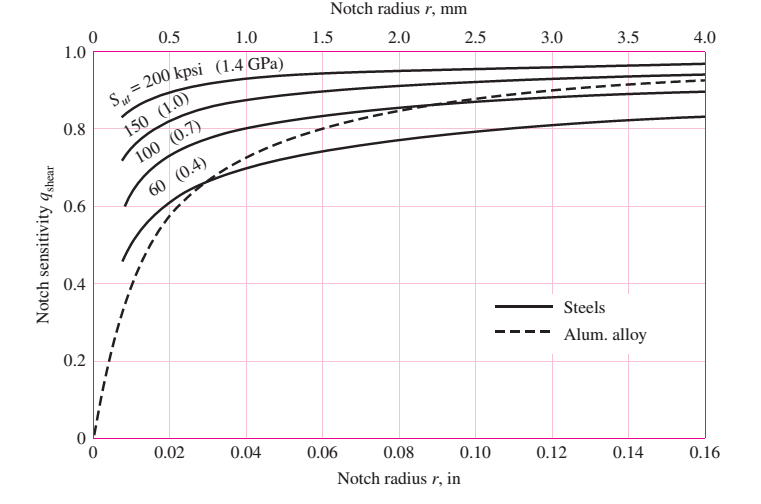 Notch radius r, mm
0 0.5 1.0 1.5 2.0 2.5 3.0 3.5 4.0
1.0
0.8
0.6
0.4
0.2
0
Notch sensitivity qshear
Sut = 200 kpsi (1.4 GPa)
150 (1.0)
100 (0.7)
60 (0.4)
Steels
Alum. alloy
0 0.02 0.04 0.06 0.08 0.10 0.12 0.14 0.16
Notch radius r, in